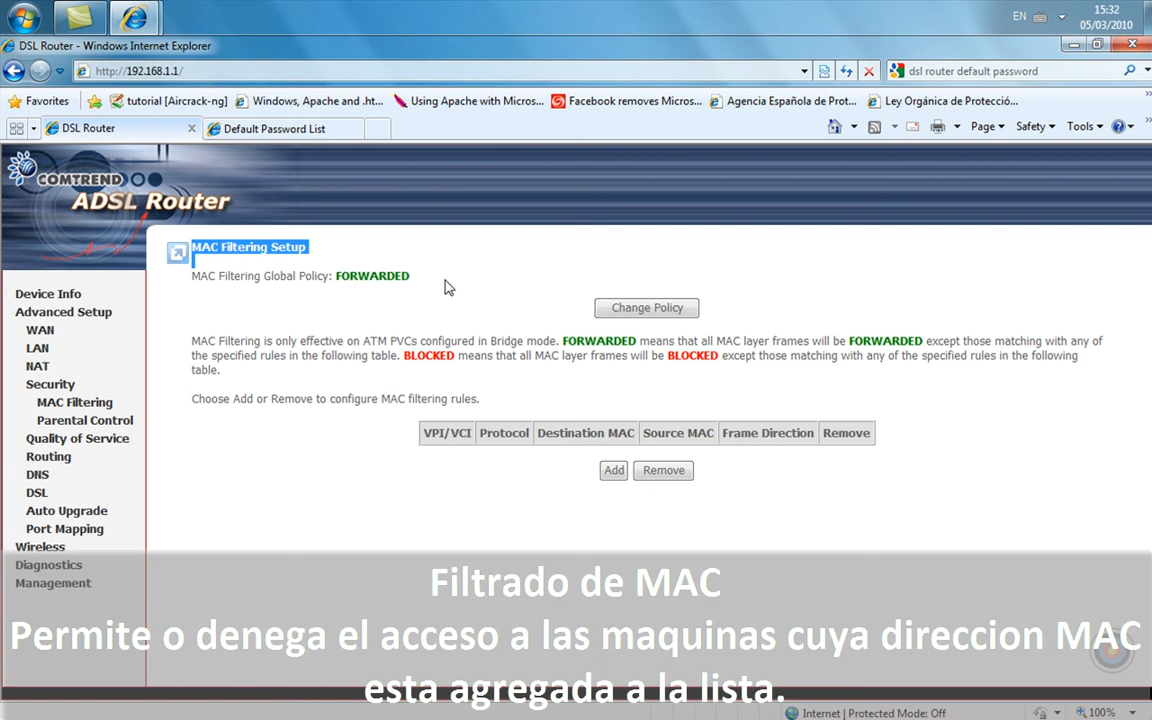 EN
15:32
05/03/2010
DSL Router - Windows Internet Explorer
http://192.168.1.1/
dsl router default password
Favorites
tutorial [Aircrack-ng]
Windows, Apache and .ht...
Using Apache with Micros...
Facebook removes Micros...
Agencia Española de Prot...
Ley Orgánica de Protecció...
DSL Router
Default Password List
Page
Safety
Tools
COMTREND
ADSL Router
Device Info
Advanced Setup
WAN
LAN
NAT
Security
MAC Filtering
Parental Control
Quality of Service
Routing
DNS
DSL
Auto Upgrade
Port Mapping
Wireless
Diagnostics
Management
MAC Filtering Setup
MAC Filtering Global Policy: FORWARDED
Change Policy
MAC Filtering is only effective on ATM PVCs configured in Bridge mode. FORWARDED means that all MAC layer frames will be FORWARDED except those matching with any of
the specified rules in the following table. BLOCKED means that all MAC layer frames will be BLOCKED except those matching with any of the specified rules in the following
table.
Choose Add or Remove to configure MAC filtering rules.
VPI/VCI Protocol Destination MAC Source MAC Frame Direction Remove
Add Remove
Filtrado de MAC
Permite o denega el acceso a las maquinas cuya direccion MAC
esta agregada a la lista.
Internet | Protected Mode: Off
100%